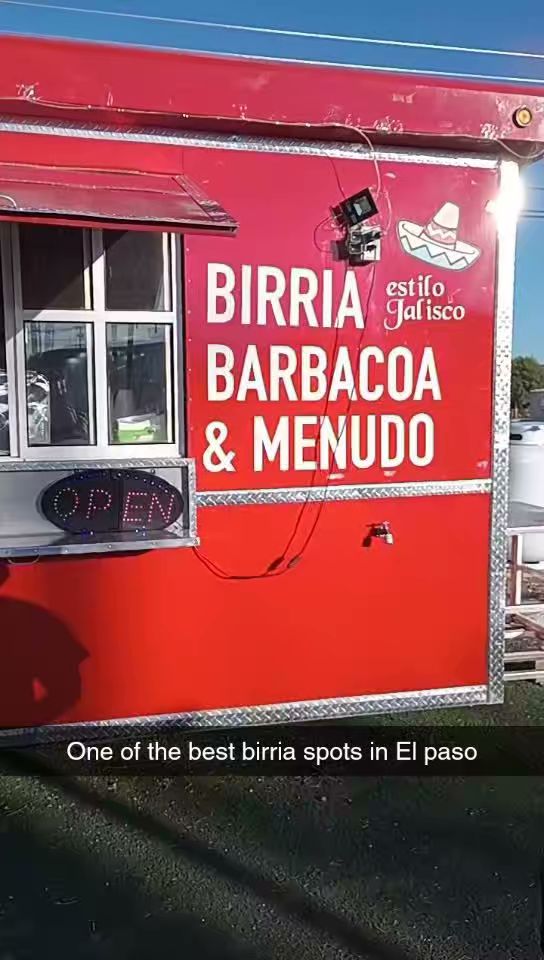 BIRRIA
estilo
Jalisco
BARBACOA
& MENUDO
OPEN
One of the best birria spots in El paso